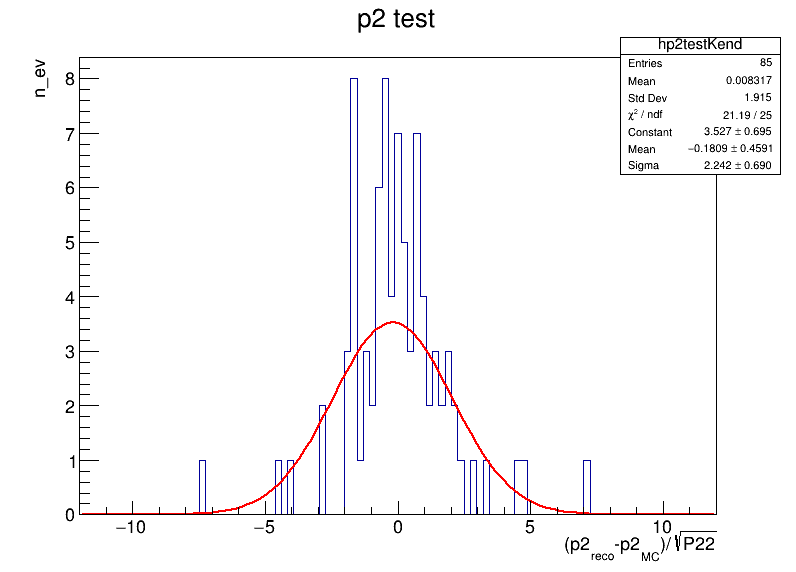 p2 test
hp2testKend
Entries 85
Mean 0.008317
Std Dev 1.915
χ² / ndf 21.19 / 25
Constant 3.527 ± 0.695
Mean −0.1809 ± 0.4591
Sigma 2.242 ± 0.690
n_ev
8
7
6
5
4
3
2
1
0
−10 −5 0 5 10
(p2reco-p2MC)/√P22